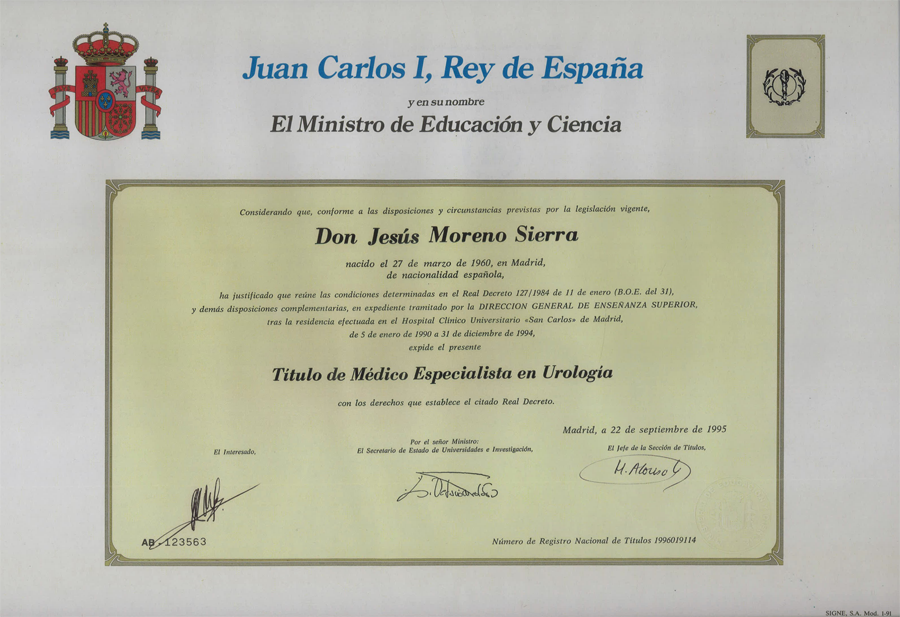 Juan Carlos I, Rey de España
y en su nombre
El Ministro de Educación y Ciencia
Considerando que, conforme a las disposiciones y circunstancias previstas por la legislación vigente,
Don Jesús Moreno Sierra
nacido el 27 de marzo de 1960, en Madrid,
de nacionalidad española,
ha justificado que reúne las condiciones determinadas en el Real Decreto 127/1984 de 11 de enero (B.O.E. del 31),
y demás disposiciones complementarias, en expediente tramitado por la DIRECCION GENERAL DE ENSEÑANZA SUPERIOR,
tras la residencia efectuada en el Hospital Clínico Universitario «San Carlos» de Madrid,
de 5 de enero de 1990 a 31 de diciembre de 1994,
expide el presente
Título de Médico Especialista en Urología
con los derechos que establece el citado Real Decreto.
Madrid, a 22 de septiembre de 1995
El Interesado,
Por el señor Ministro:
El Secretario de Estado de Universidades e Investigación,
El Jefe de la Sección de Títulos,
H. Alonso
AB-123563
Número de Registro Nacional de Títulos 1996019114
SIGNE, S.A. Mod. 1-91